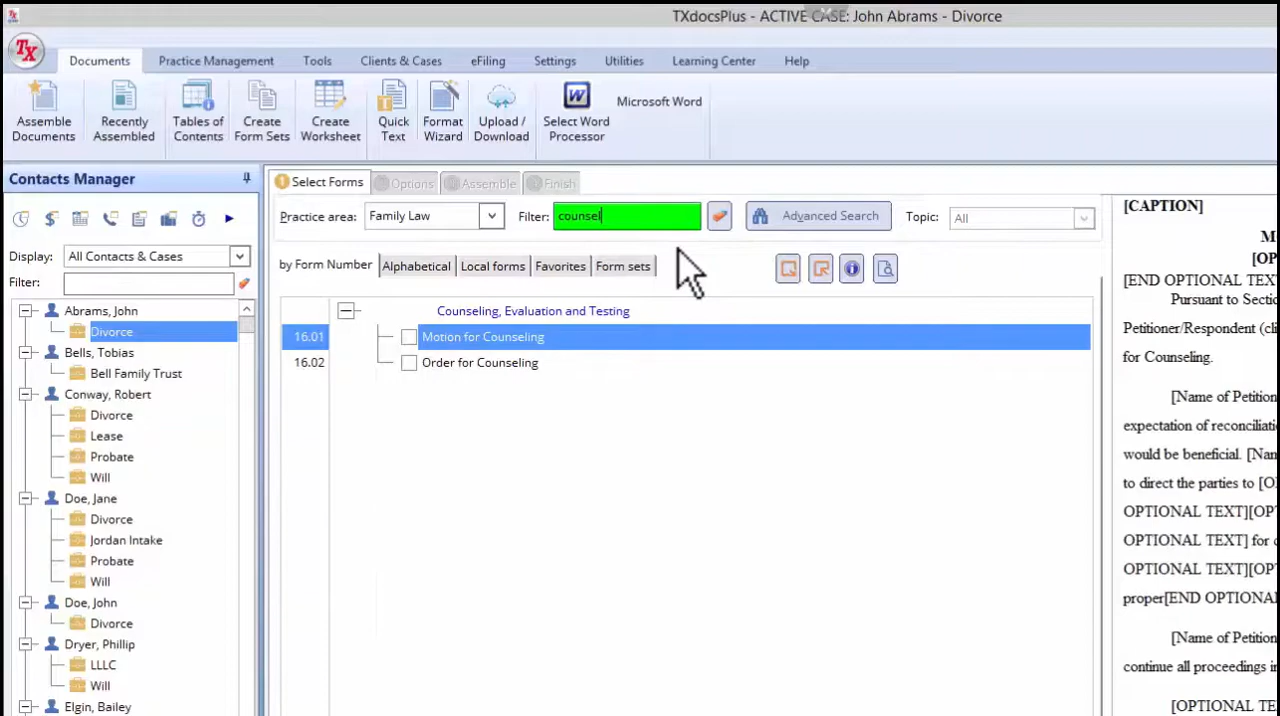 TXdocsPlus - ACTIVE CASE: John Abrams - Divorce
TX
Documents Practice Management Tools Clients & Cases eFiling Settings Utilities Learning Center Help
Assemble Documents
Recently Assembled
Tables of Contents
Create Form Sets
Create Worksheet
Quick Text
Format Wizard
Upload / Download
Select Word Processor
Microsoft Word
Contacts Manager
Display: All Contacts & Cases
Filter:
Abrams, John
Divorce
Bells, Tobias
Bell Family Trust
Conway, Robert
Divorce
Lease
Probate
Will
Doe, Jane
Divorce
Jordan Intake
Probate
Will
Doe, John
Divorce
Dryer, Phillip
LLLC
Will
Elgin, Bailey
1 Select Forms Options Assemble Finish
Practice area: Family Law Filter: counsel Advanced Search Topic: All
by Form Number Alphabetical Local forms Favorites Form sets
Counseling, Evaluation and Testing
16.01 Motion for Counseling
16.02 Order for Counseling
[CAPTION]
M
[OP
[END OPTIONAL TEXT
Pursuant to Sectio
Petitioner/Respondent (cli
for Counseling.
[Name of Petition
expectation of reconciliati
would be beneficial. [Nam
to direct the parties to [O
OPTIONAL TEXT][OPT
OPTIONAL TEXT] for c
OPTIONAL TEXT][OPT
proper[END OPTIONA
[Name of Petition
continue all proceedings i
[OPTIONAL TE